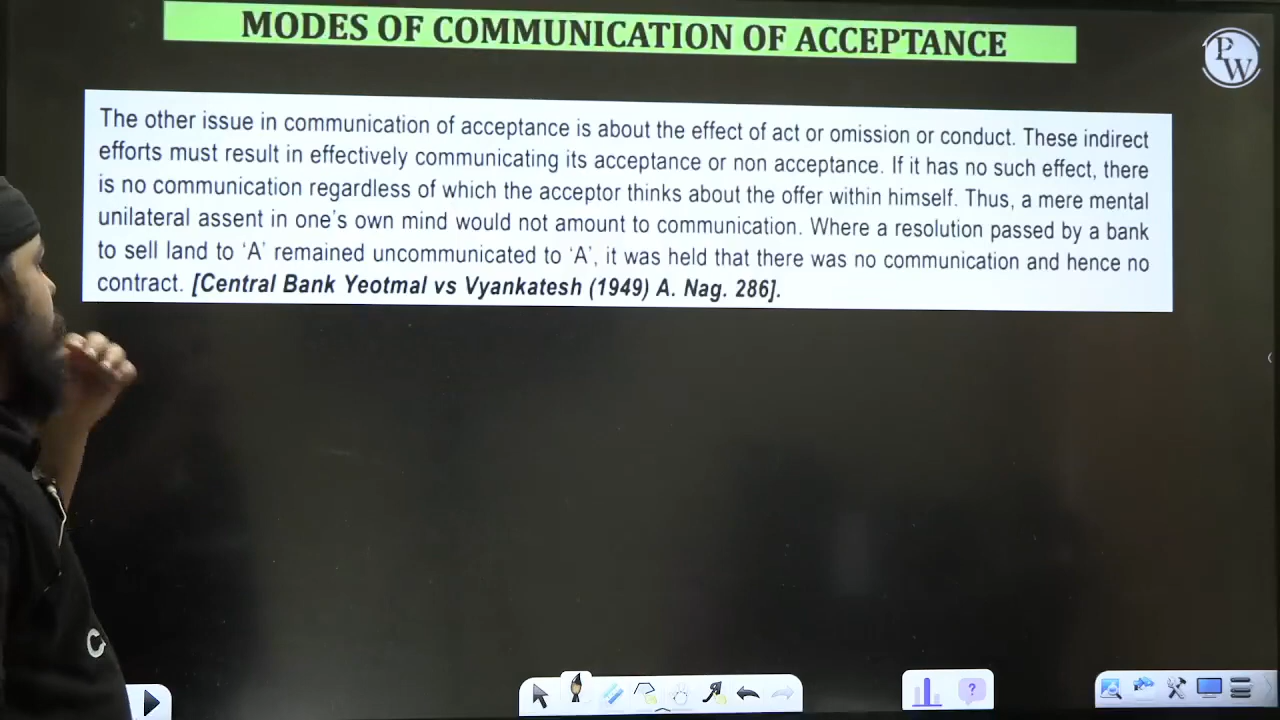 MODES OF COMMUNICATION OF ACCEPTANCE
PW
The other issue in communication of acceptance is about the effect of act or omission or conduct. These indirect
efforts must result in effectively communicating its acceptance or non acceptance. If it has no such effect, there
is no communication regardless of which the acceptor thinks about the offer within himself. Thus, a mere mental
unilateral assent in one's own mind would not amount to communication. Where a resolution passed by a bank
to sell land to 'A' remained uncommunicated to 'A', it was held that there was no communication and hence no
contract. [Central Bank Yeotmal vs Vyankatesh (1949) A. Nag. 286].